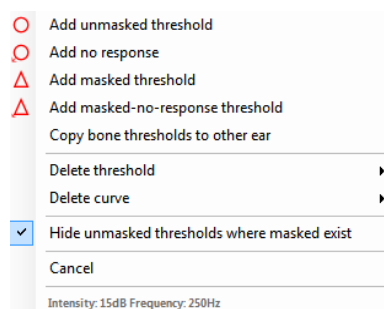 Add unmasked threshold
Add no response
Add masked threshold
Add masked-no-response threshold
Copy bone thresholds to other ear
Delete threshold
Delete curve
Hide unmasked thresholds where masked exist
Cancel
Intensity: 15dB Frequency: 250Hz